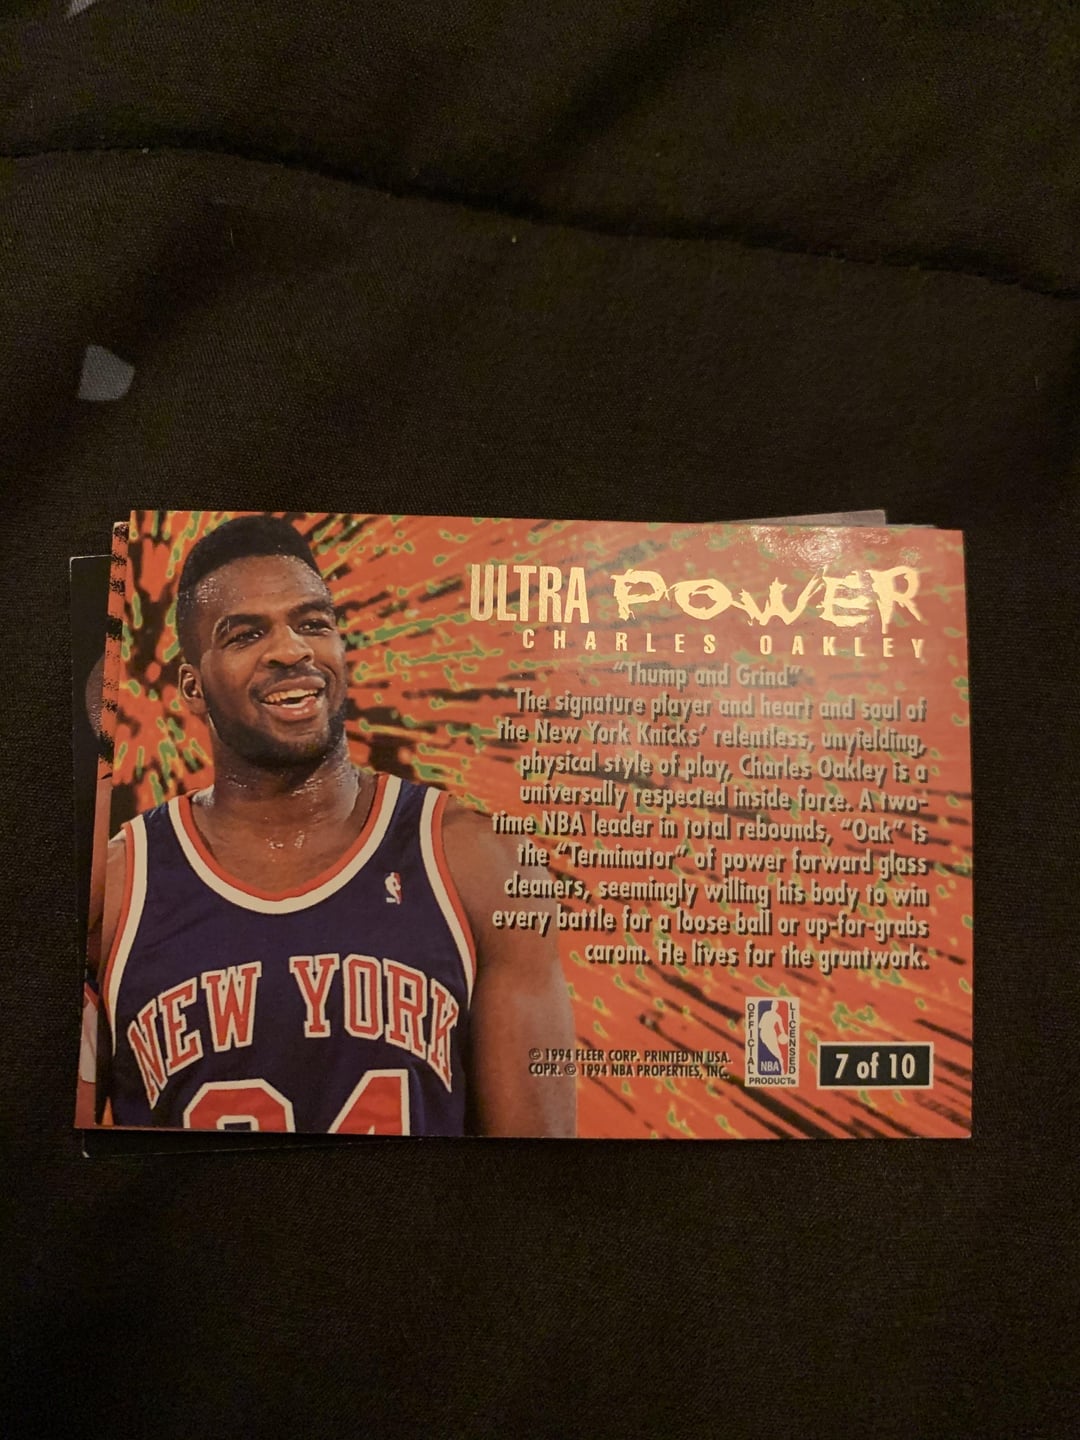 ULTRA POWER
CHARLES OAKLEY
"Thump and Grind"
The signature player and heart and soul of
the New York Knicks' relentless, unyielding,
physical style of play, Charles Oakley is a
universally respected inside force. A two-
time NBA leader in total rebounds, "Oak" is
the "Terminator" of power forward glass
cleaners, seemingly willing his body to win
every battle for a loose ball or up-for-grabs
carom. He lives for the gruntwork.
NEW YORK
34
© 1994 FLEER CORP. PRINTED IN USA.
COPR. © 1994 NBA PROPERTIES, INC.
OFFICIAL LICENSED
NBA
PRODUCT®
7 of 10